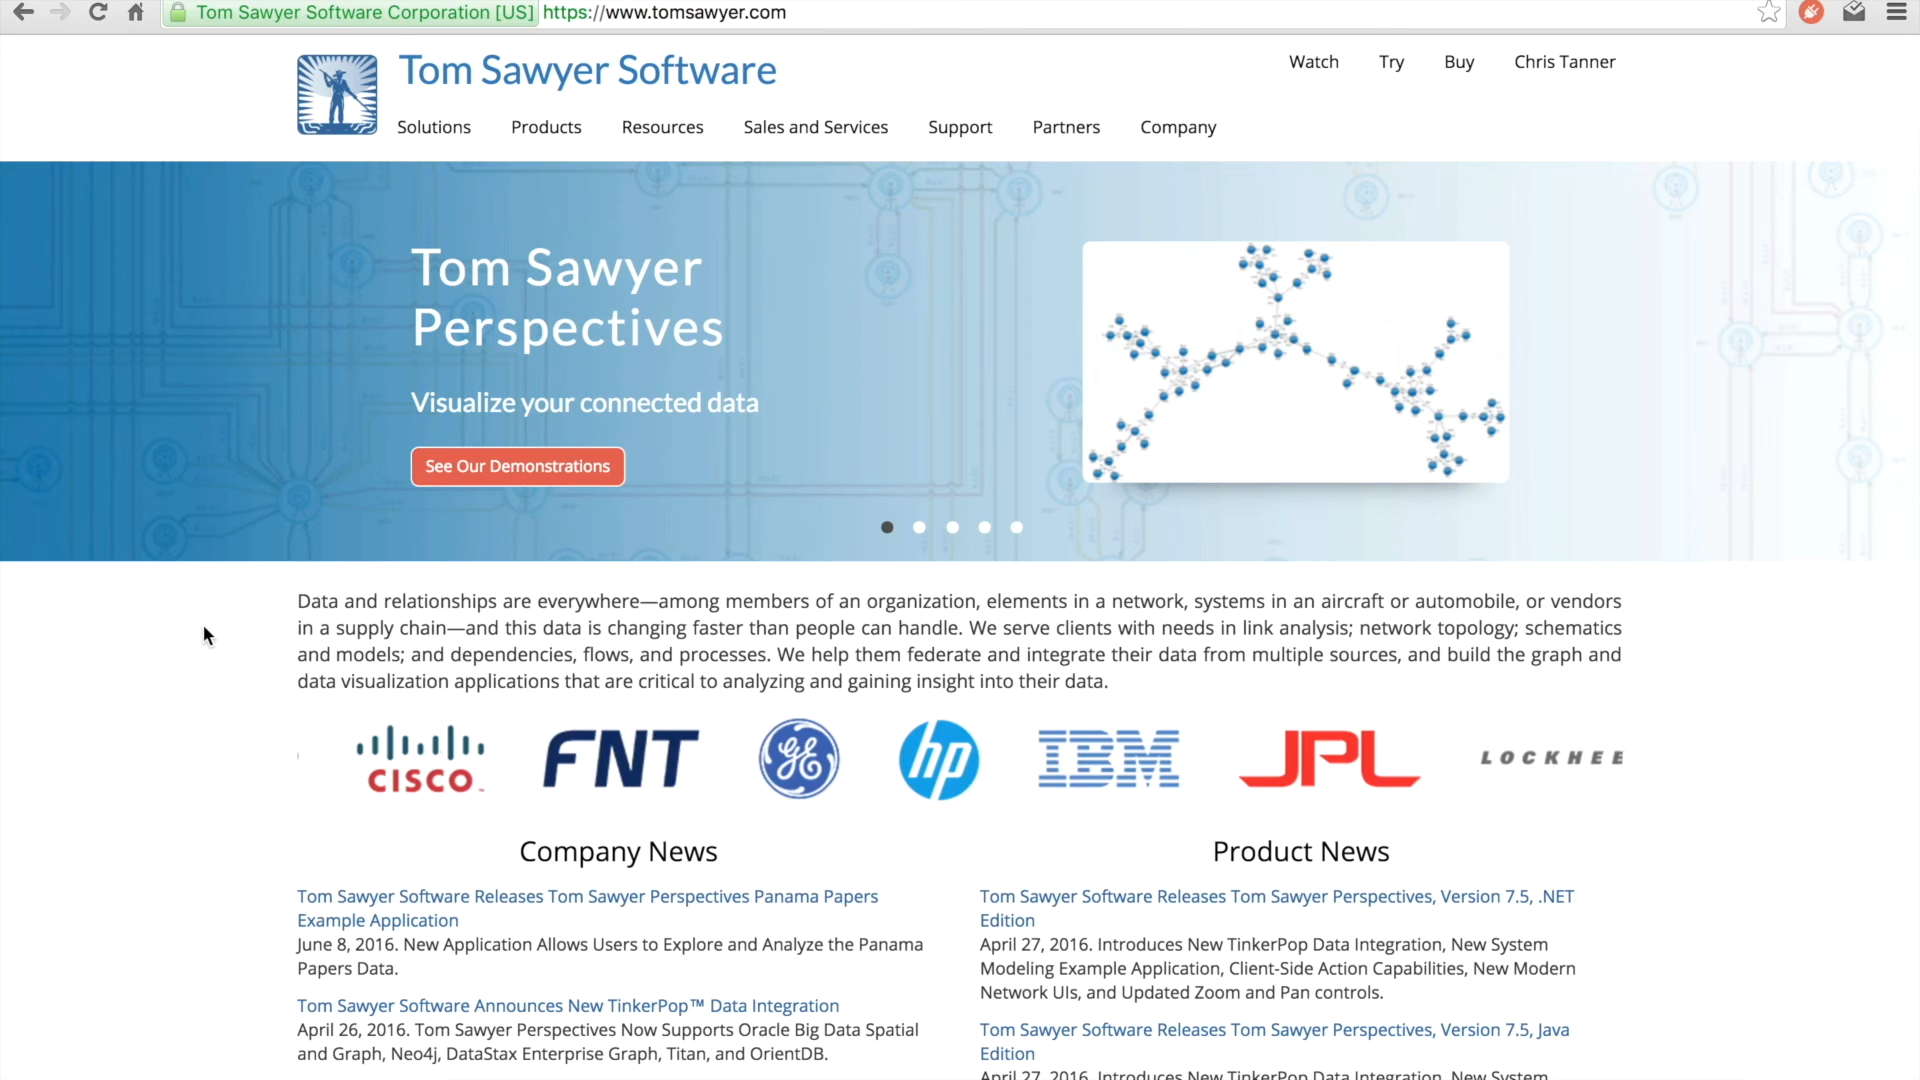 Tom Sawyer Software Corporation [US] https://www.tomsawyer.com
Tom Sawyer Software
Watch Try Buy Chris Tanner
Solutions Products Resources Sales and Services Support Partners Company
Tom Sawyer
Perspectives
Visualize your connected data
See Our Demonstrations
Data and relationships are everywhere—among members of an organization, elements in a network, systems in an aircraft or automobile, or vendors
in a supply chain—and this data is changing faster than people can handle. We serve clients with needs in link analysis; network topology; schematics
and models; and dependencies, flows, and processes. We help them federate and integrate their data from multiple sources, and build the graph and
data visualization applications that are critical to analyzing and gaining insight into their data.
CISCO FNT GE hp IBM JPL LOCKHEE
Company News
Tom Sawyer Software Releases Tom Sawyer Perspectives Panama Papers
Example Application
June 8, 2016. New Application Allows Users to Explore and Analyze the Panama
Papers Data.
Tom Sawyer Software Announces New TinkerPop™ Data Integration
April 26, 2016. Tom Sawyer Perspectives Now Supports Oracle Big Data Spatial
and Graph, Neo4j, DataStax Enterprise Graph, Titan, and OrientDB.
Product News
Tom Sawyer Software Releases Tom Sawyer Perspectives, Version 7.5, .NET
Edition
April 27, 2016. Introduces New TinkerPop Data Integration, New System
Modeling Example Application, Client-Side Action Capabilities, New Modern
Network UIs, and Updated Zoom and Pan controls.
Tom Sawyer Software Releases Tom Sawyer Perspectives, Version 7.5, Java
Edition
April 27, 2016. Introduces New TinkerPop Data Integration, New System